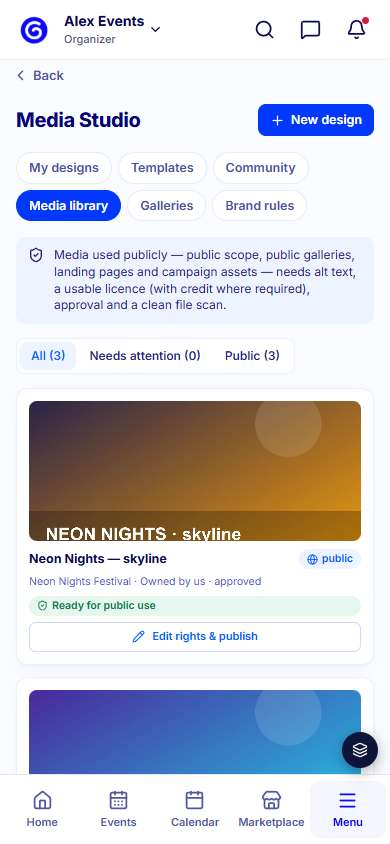 Alex Events
Organizer
Back
Media Studio
New design
My designs
Templates
Community
Media library
Galleries
Brand rules
Media used publicly — public scope, public galleries,
landing pages and campaign assets — needs alt text,
a usable licence (with credit where required),
approval and a clean file scan.
All (3)
Needs attention (0)
Public (3)
NEON NIGHTS · skyline
Neon Nights — skyline
public
Neon Nights Festival · Owned by us · approved
Ready for public use
Edit rights & publish
Home
Events
Calendar
Marketplace
Menu